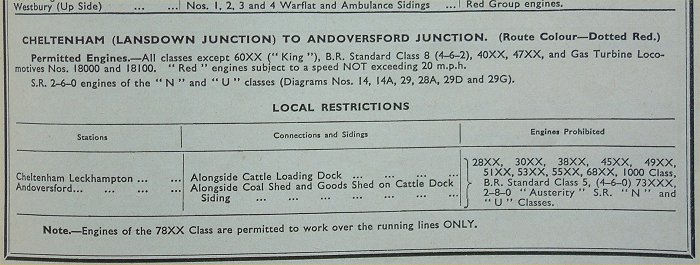 Westbury (Up Side) ... ... Nos. 1, 2, 3 and 4 Warflat and Ambulance Sidings ... Red Group engines.
CHELTENHAM (LANSDOWN JUNCTION) TO ANDOVERSFORD JUNCTION. (Route Colour—Dotted Red.)
Permitted Engines.—All classes except 60XX ("King"), B.R. Standard Class 8 (4-6-2), 40XX, 47XX, and Gas Turbine Loco-
motives Nos. 18000 and 18100. "Red" engines subject to a speed NOT exceeding 20 m.p.h.
S.R. 2-6-0 engines of the "N" and "U" classes (Diagrams Nos. 14, 14A, 29, 28A, 29D and 29G).
LOCAL RESTRICTIONS
Stations Connections and Sidings Engines Prohibited
Cheltenham Leckhampton ... ... Alongside Cattle Loading Dock ... ... ... ...
Andoversford... ... ... ... Alongside Coal Shed and Goods Shed on Cattle Dock
Siding ... ... ... ... ... ... ...
28XX, 30XX, 38XX, 45XX, 49XX,
51XX, 53XX, 55XX, 68XX, 1000 Class,
B.R. Standard Class 5, (4-6-0) 73XXX,
2-8-0 "Austerity" S.R. "N" and
"U" Classes.
Note.—Engines of the 78XX Class are permitted to work over the running lines ONLY.